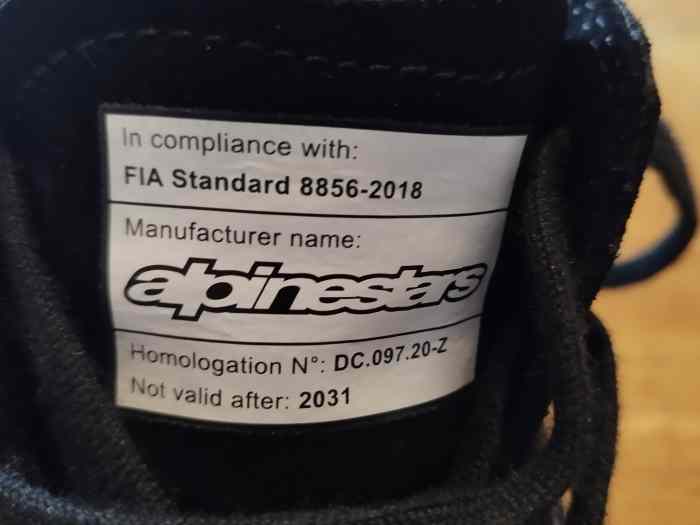 In compliance with:
FIA Standard 8856-2018
Manufacturer name:
alpinestars
Homologation N°: DC.097.20-Z
Not valid after: 2031